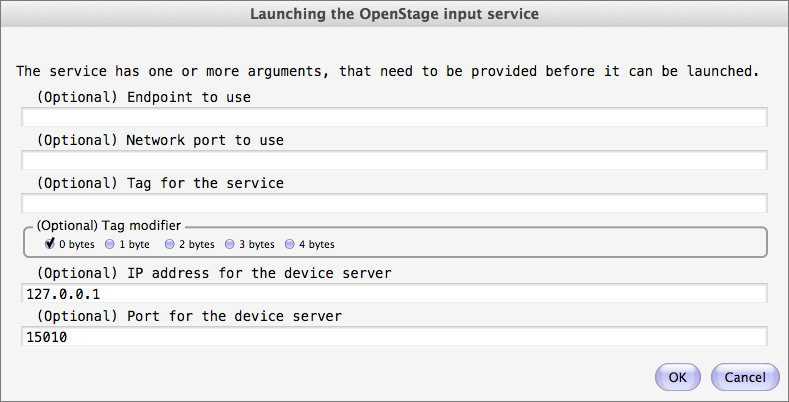 Launching the OpenStage input service
The service has one or more arguments, that need to be provided before it can be launched.
(Optional) Endpoint to use
(Optional) Network port to use
(Optional) Tag for the service
(Optional) Tag modifier
0 bytes 1 byte 2 bytes 3 bytes 4 bytes
(Optional) IP address for the device server
127.0.0.1
(Optional) Port for the device server
15010
OK Cancel